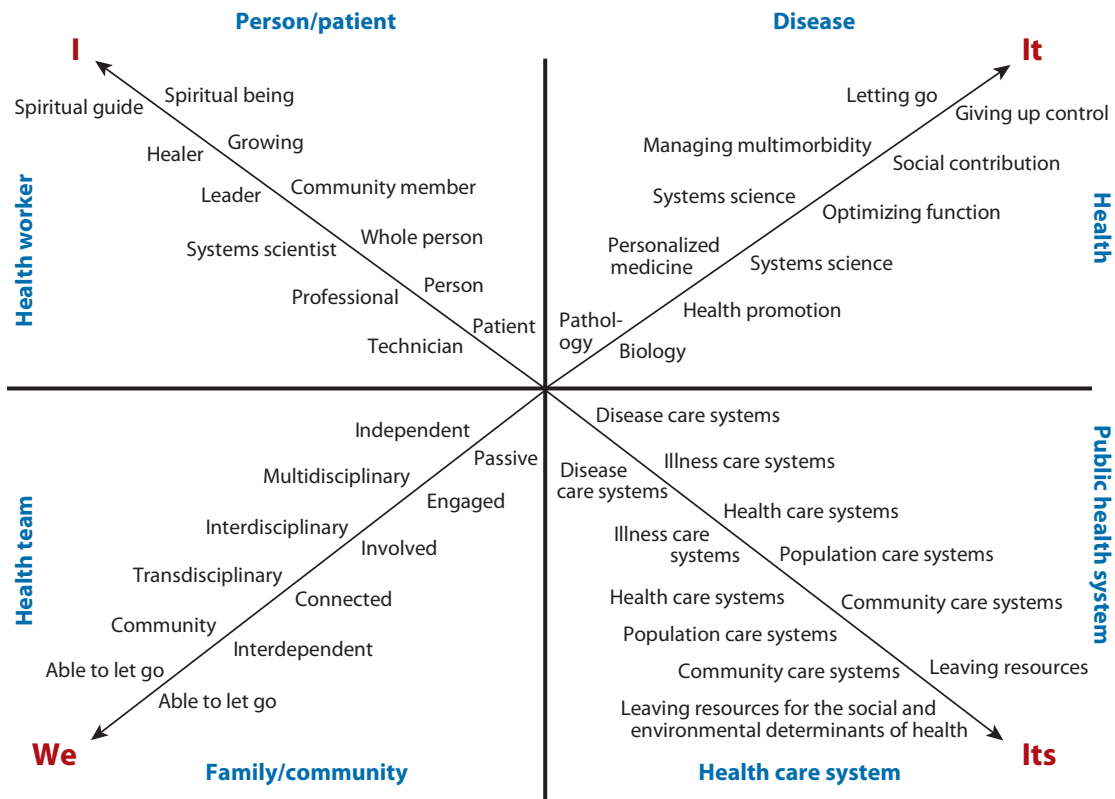 Person/patient
Disease
I
It
Spiritual guide
Spiritual being
Healer
Growing
Leader
Community member
Systems scientist
Whole person
Professional
Person
Technician
Patient
Health worker
Letting go
Giving up control
Managing multimorbidity
Social contribution
Systems science
Optimizing function
Personalized
medicine
Systems science
Health promotion
Pathol-
ogy
Biology
Health
Independent
Passive
Multidisciplinary
Engaged
Interdisciplinary
Involved
Transdisciplinary
Connected
Community
Interdependent
Able to let go
Able to let go
Health team
We
Family/community
Disease care systems
Disease
care systems
Illness care systems
Illness care
systems
Health care systems
Health care systems
Population care systems
Population care systems
Community care systems
Community care systems
Leaving resources
Leaving resources for the social and
environmental determinants of health
Public health system
Its
Health care system